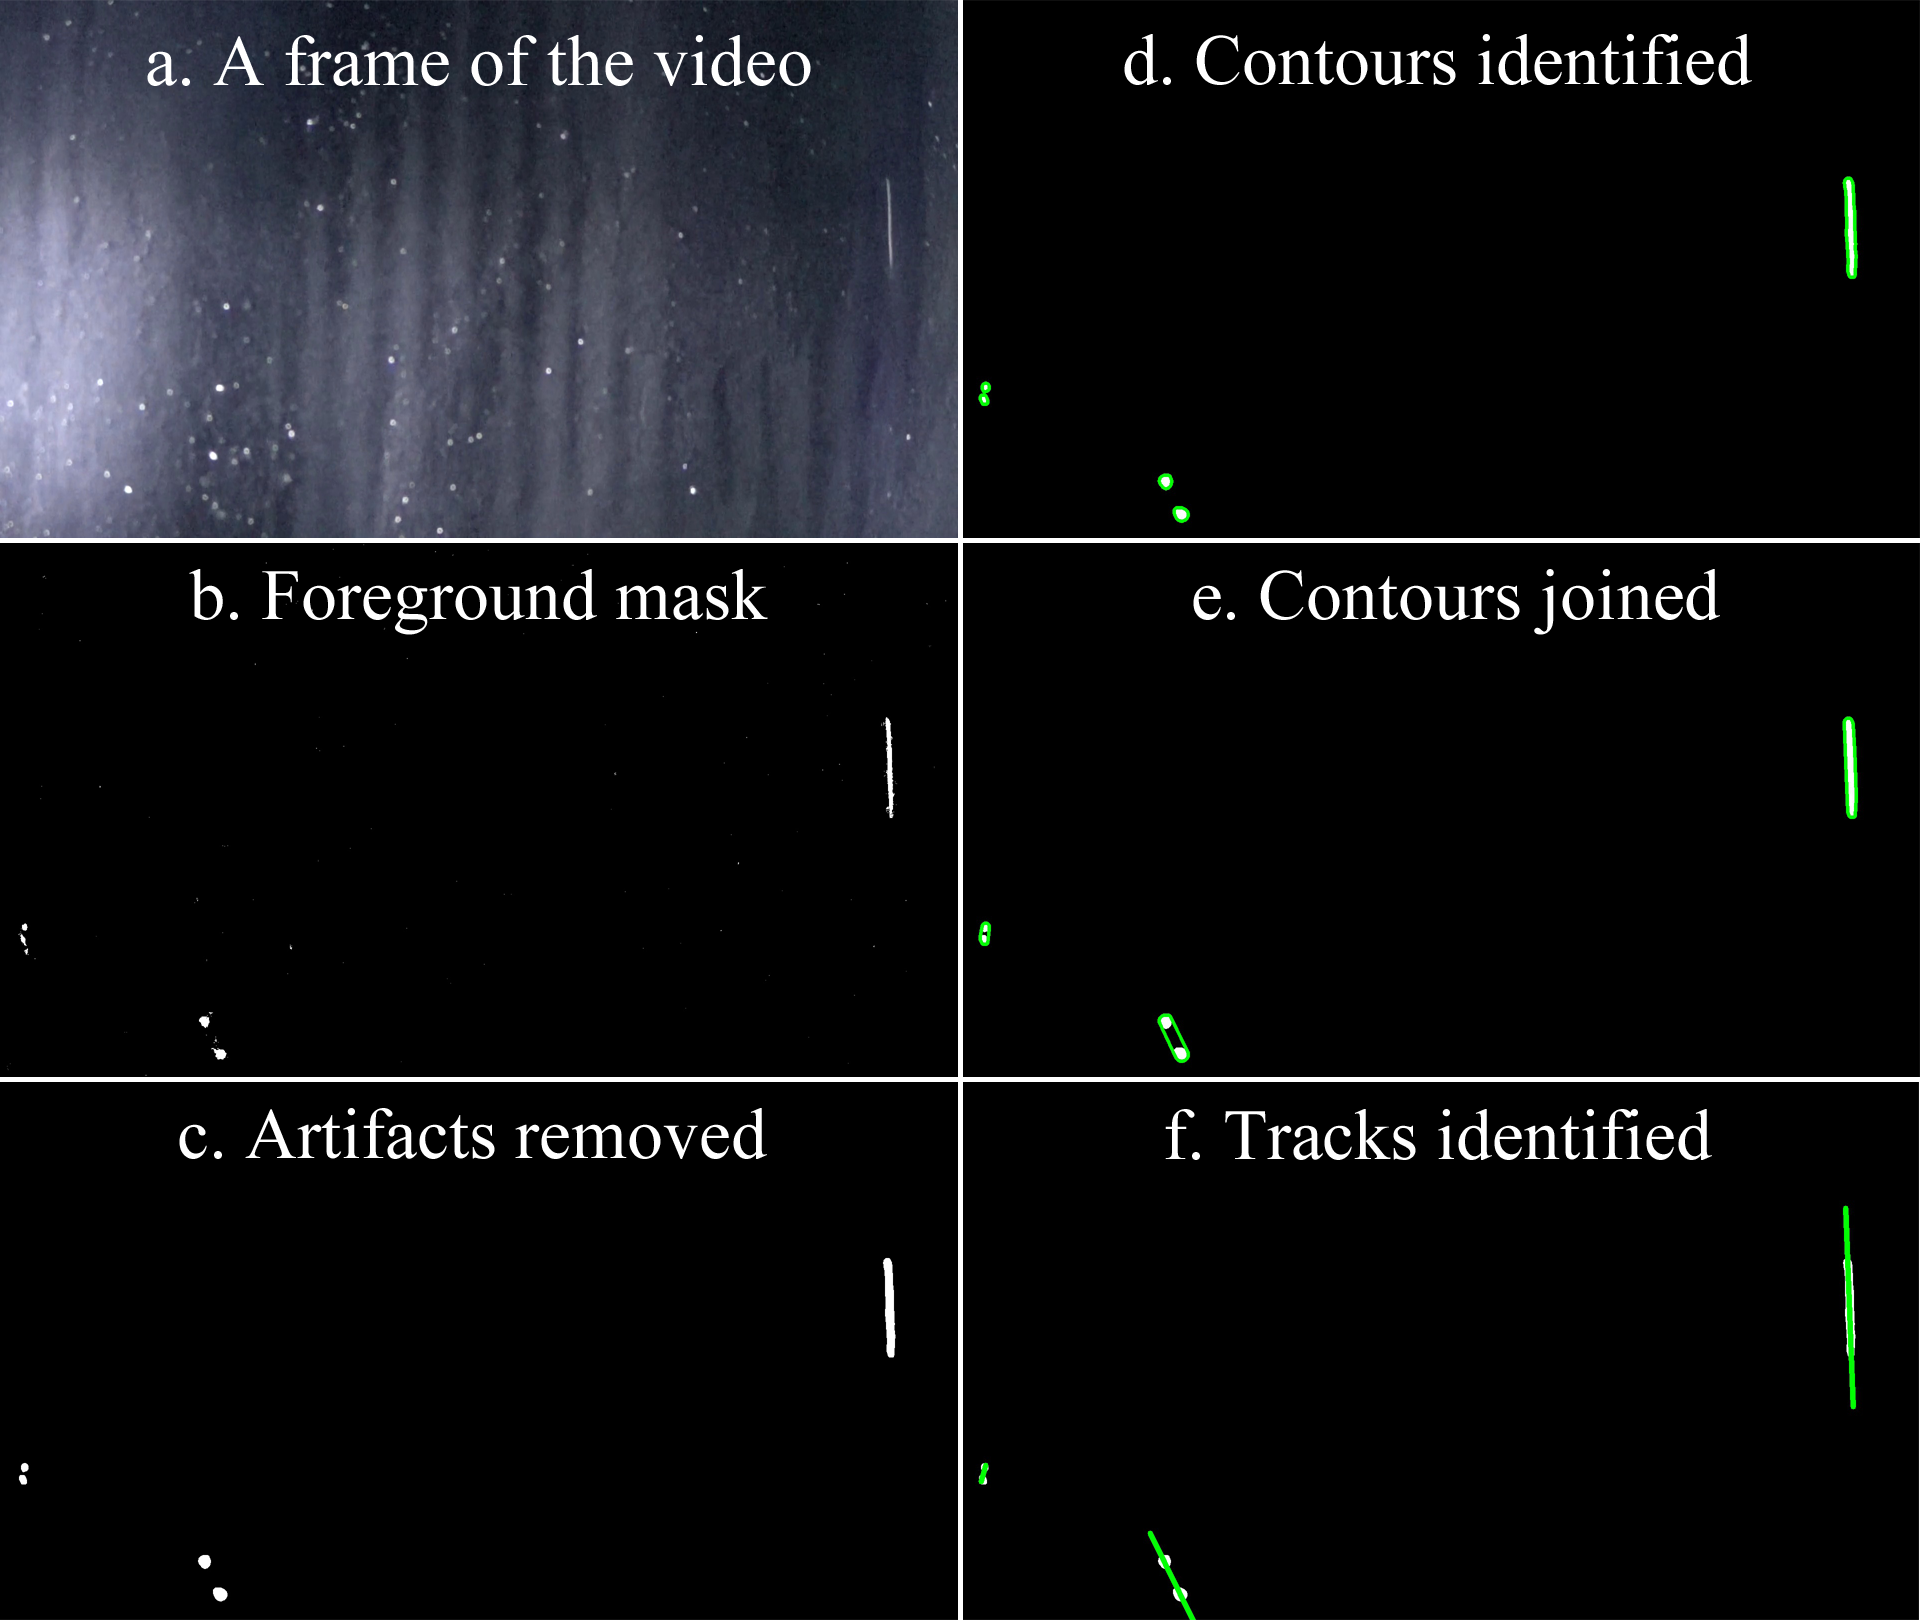 a. A frame of the video
b. Foreground mask
c. Artifacts removed
d. Contours identified
e. Contours joined
f. Tracks identified